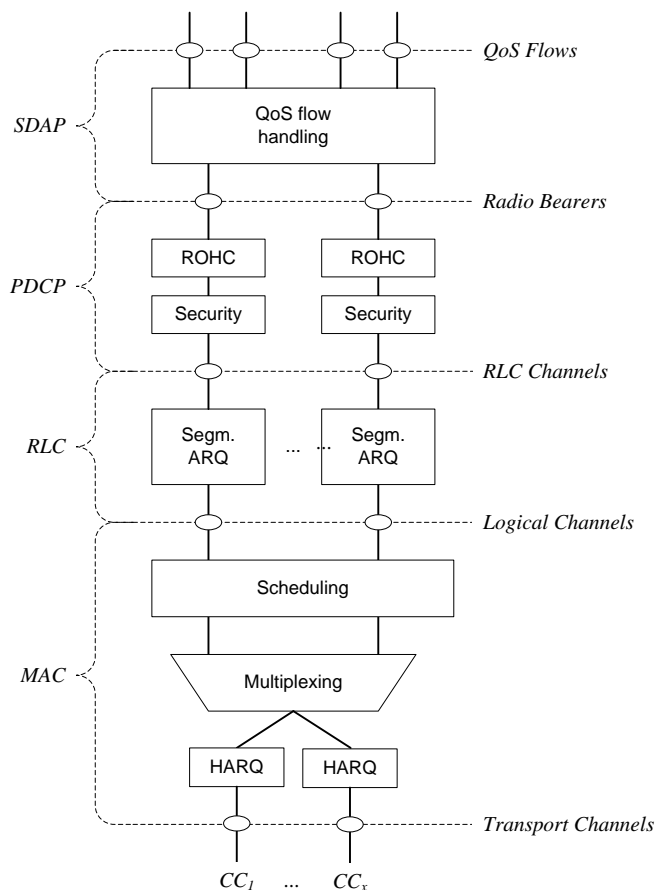 QoS Flows
QoS flow
handling
SDAP
Radio Bearers
ROHC
ROHC
PDCP
Security
Security
RLC Channels
Segm.
ARQ
... ...
Segm.
ARQ
RLC
Logical Channels
Scheduling
MAC
Multiplexing
HARQ
HARQ
Transport Channels
CC1 ... CCx